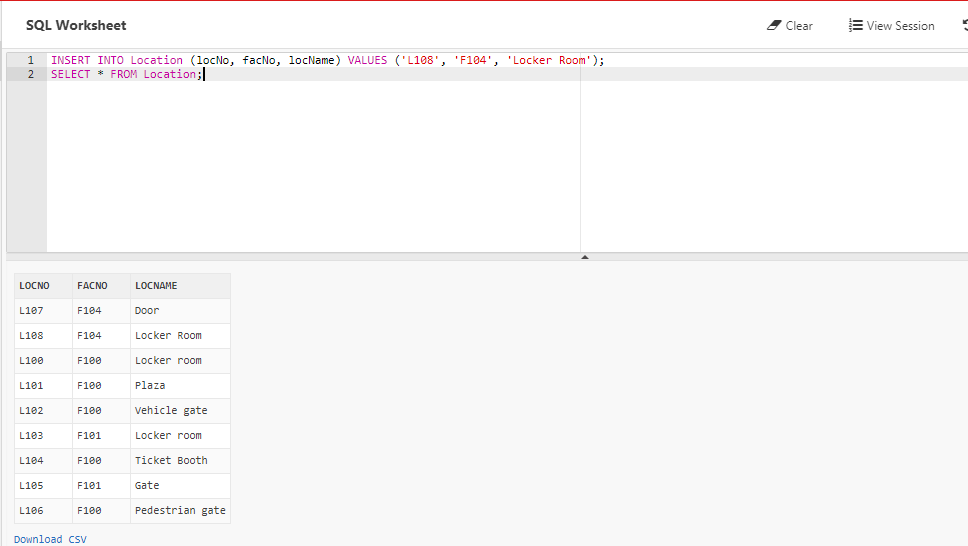 SQL Worksheet
Clear
View Session
1 INSERT INTO Location (locNo, facNo, locName) VALUES ('L108', 'F104', 'Locker Room');
2 SELECT * FROM Location;
LOCNO FACNO LOCNAME
L107 F104 Door
L108 F104 Locker Room
L100 F100 Locker room
L101 F100 Plaza
L102 F100 Vehicle gate
L103 F101 Locker room
L104 F100 Ticket Booth
L105 F101 Gate
L106 F100 Pedestrian gate
Download CSV